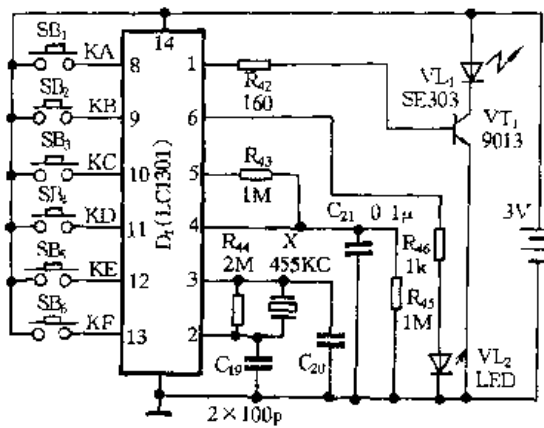 SB₁ KA 8
SB₂ KB 9
SB₃ KC 10
SB₄ KD 11
SB₅ KE 12
SB₆ KF 13
14
D₁(LC1301)
1
6
5
4
3
2
R₄₂
160
R₄₃
1M
R₄₄
2M
X
455KC
C₁₉
C₂₀
2×100p
C₂₁ 0 1μ
R₄₆
1k
R₄₅
1M
VL₁
SE303
VT₁
9013
VL₂
LED
3V